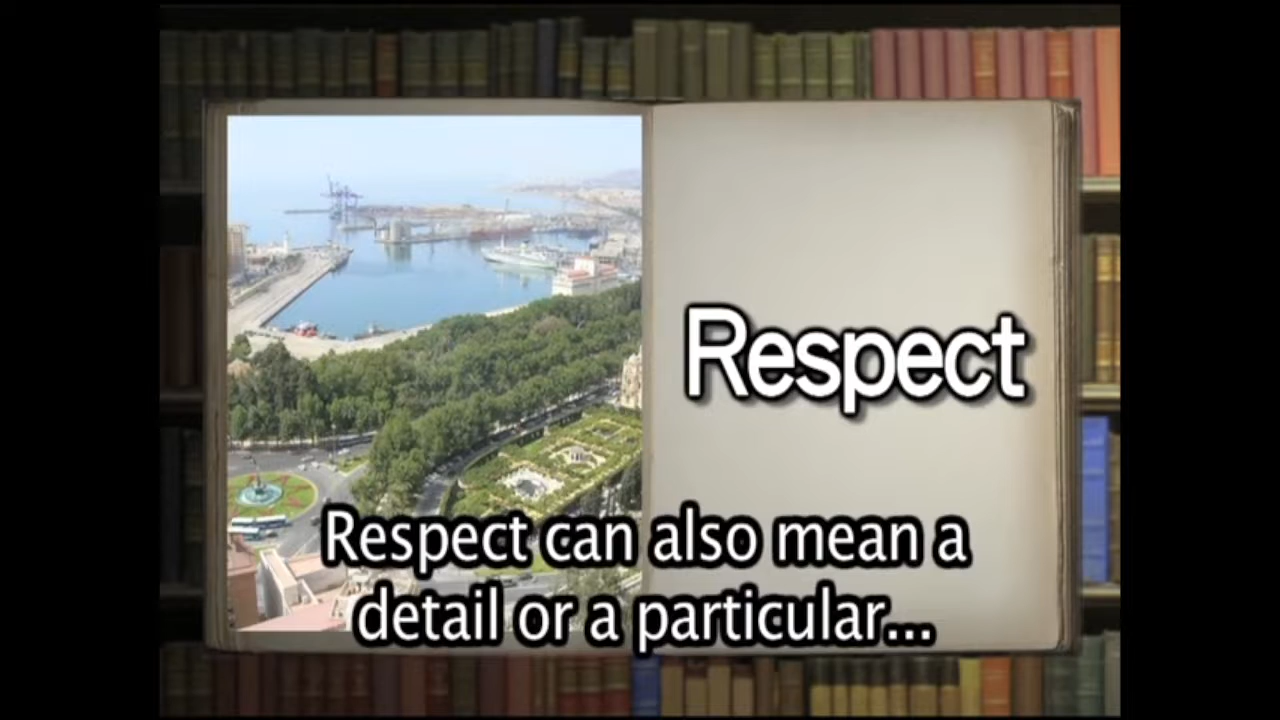 Respect
Respect can also mean a
detail or a particular...